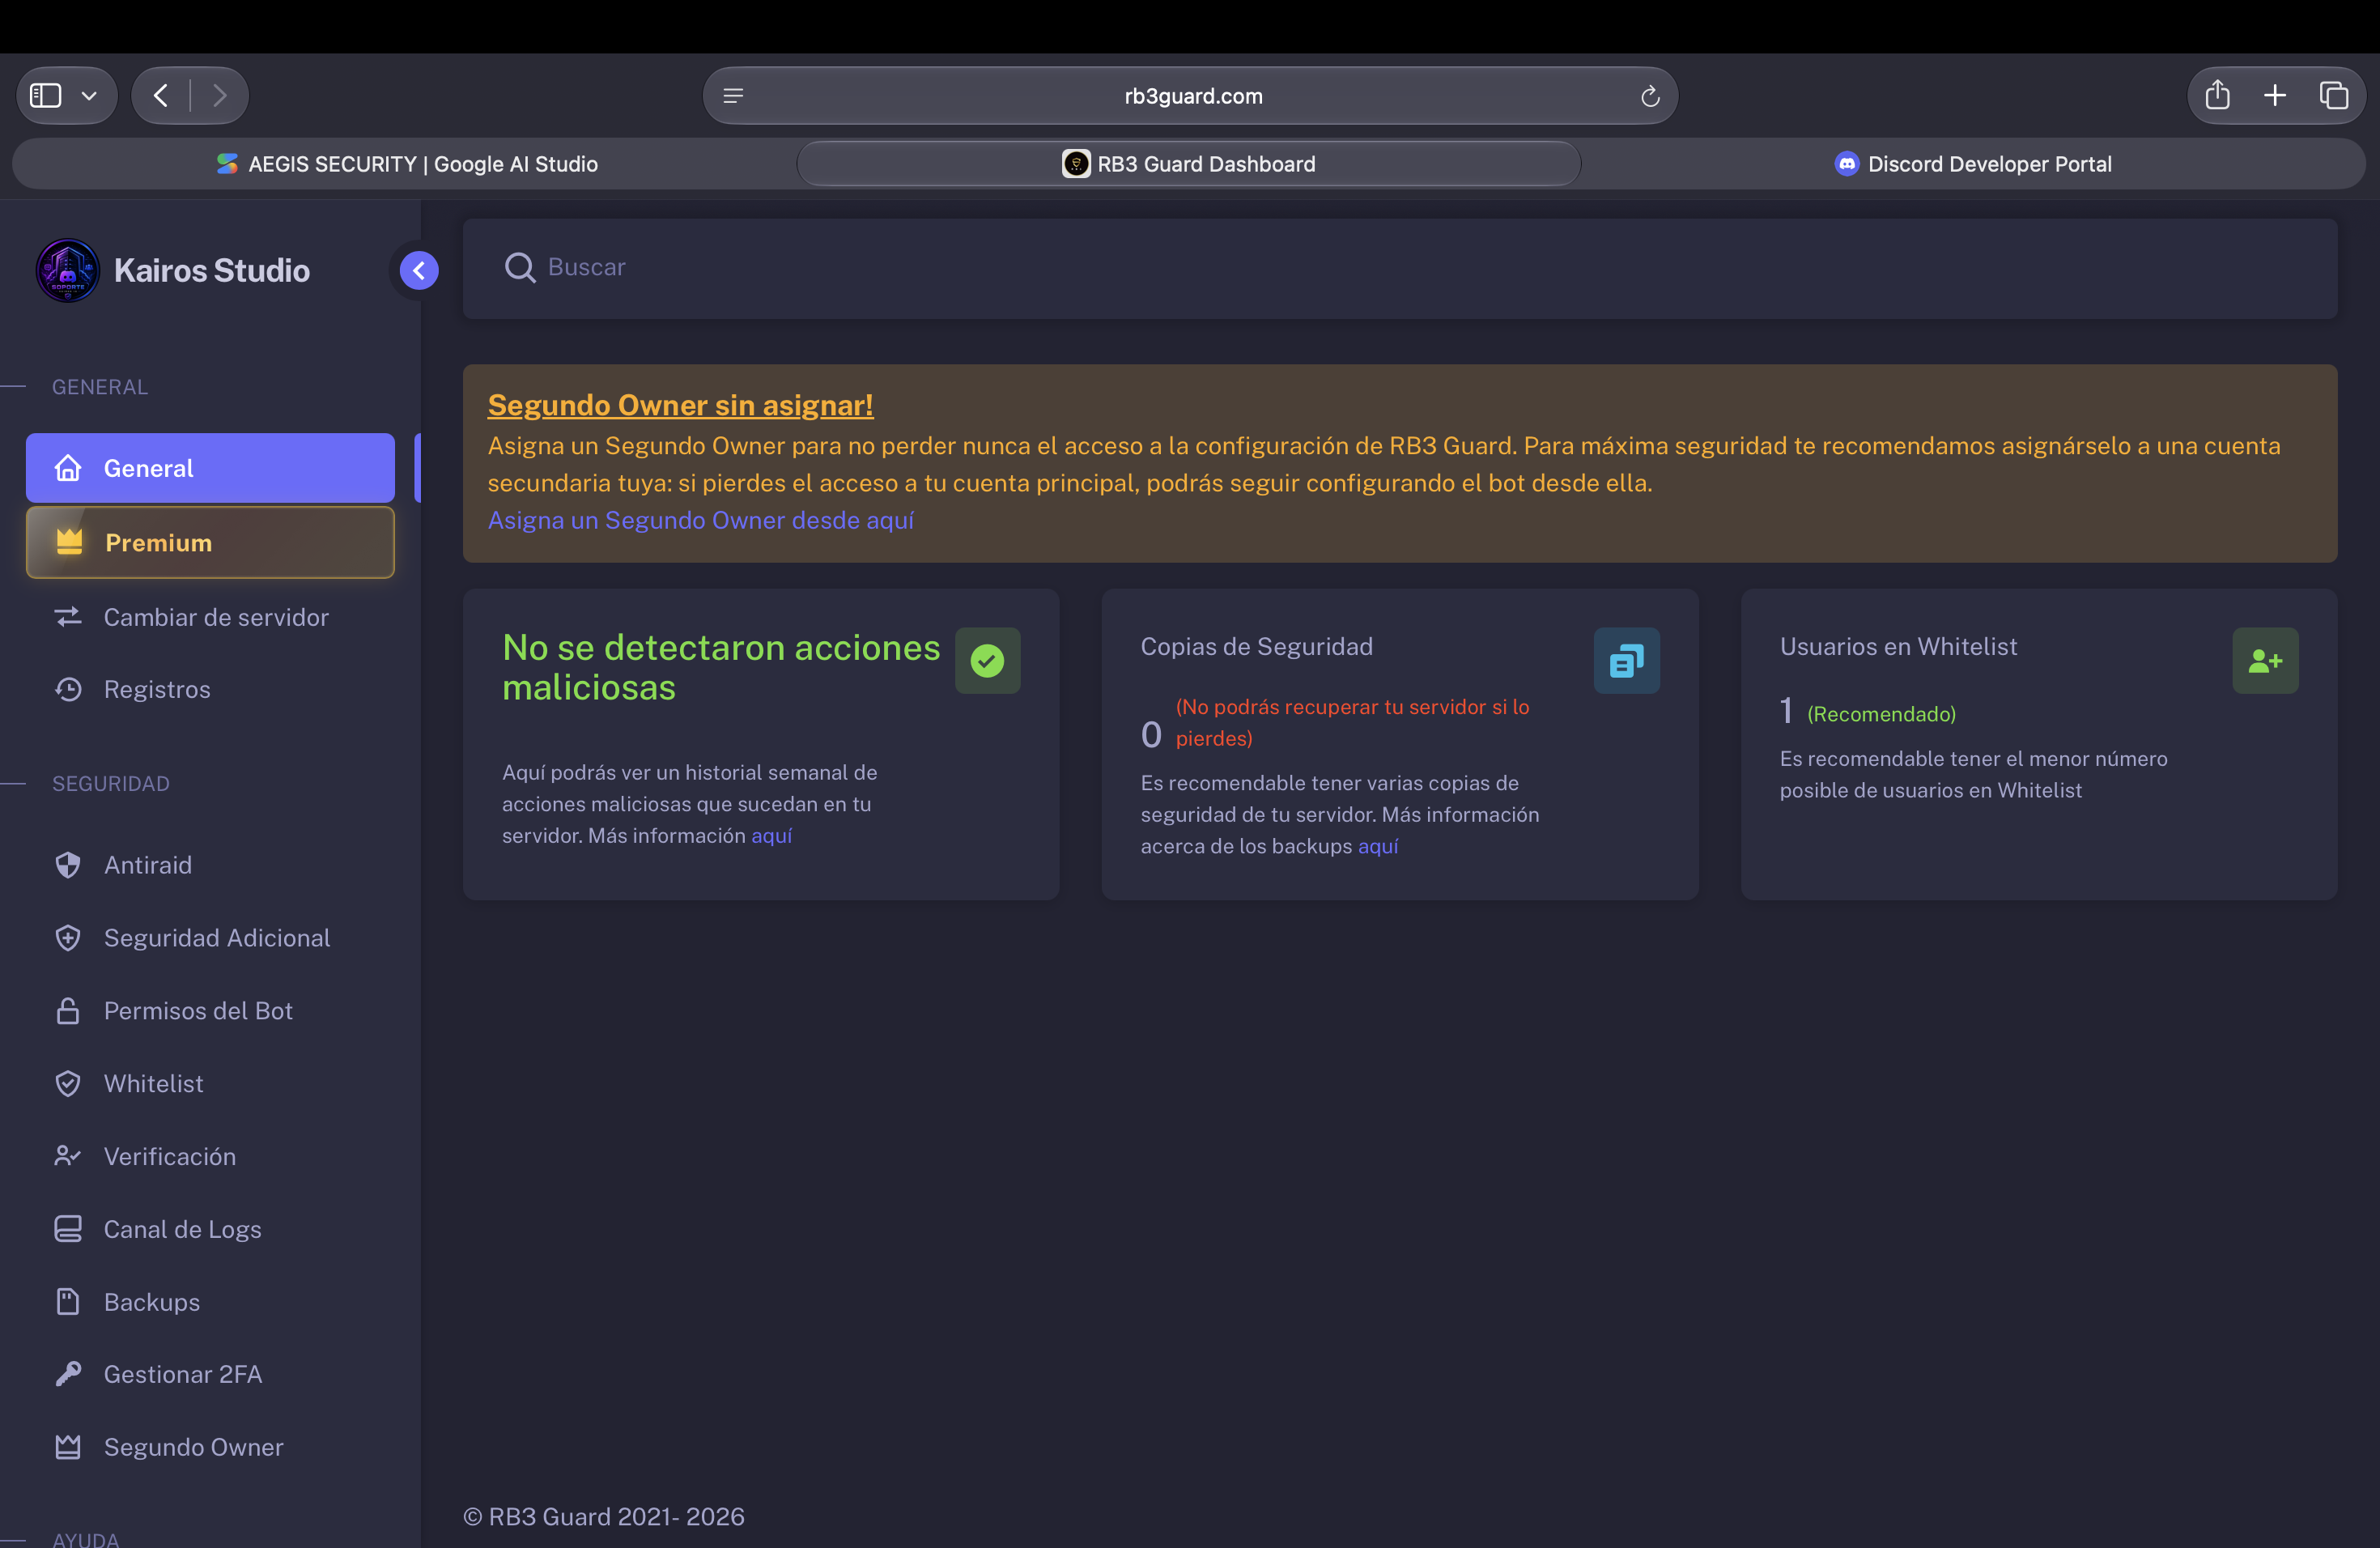 rb3guard.com
AEGIS SECURITY | Google AI Studio
RB3 Guard Dashboard
Discord Developer Portal
SOPORTE
Kairos Studio
GENERAL
General
Premium
Cambiar de servidor
Registros
SEGURIDAD
Antiraid
Seguridad Adicional
Permisos del Bot
Whitelist
Verificación
Canal de Logs
Backups
Gestionar 2FA
Segundo Owner
AYUDA
Buscar
Segundo Owner sin asignar!
Asigna un Segundo Owner para no perder nunca el acceso a la configuración de RB3 Guard. Para máxima seguridad te recomendamos asignárselo a una cuenta
secundaria tuya: si pierdes el acceso a tu cuenta principal, podrás seguir configurando el bot desde ella.
Asigna un Segundo Owner desde aquí
No se detectaron acciones
maliciosas
Aquí podrás ver un historial semanal de
acciones maliciosas que sucedan en tu
servidor. Más información aquí
Copias de Seguridad
0 (No podrás recuperar tu servidor si lo
pierdes)
Es recomendable tener varias copias de
seguridad de tu servidor. Más información
acerca de los backups aquí
Usuarios en Whitelist
1 (Recomendado)
Es recomendable tener el menor número
posible de usuarios en Whitelist
© RB3 Guard 2021- 2026